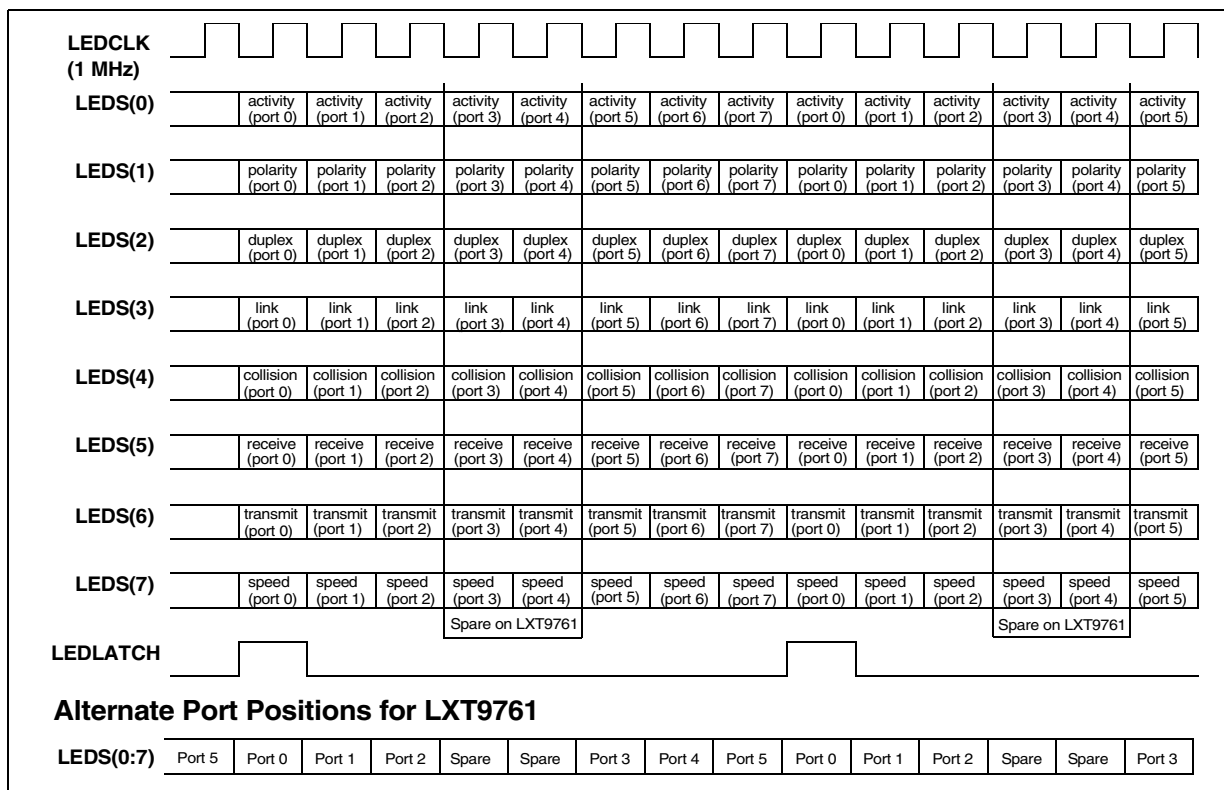 LEDCLK
(1 MHz)
LEDS(0) activity activity activity activity activity activity activity activity activity activity activity activity activity activity
(port 0) (port 1) (port 2) (port 3) (port 4) (port 5) (port 6) (port 7) (port 0) (port 1) (port 2) (port 3) (port 4) (port 5)
LEDS(1) polarity polarity polarity polarity polarity polarity polarity polarity polarity polarity polarity polarity polarity polarity
(port 0) (port 1) (port 2) (port 3) (port 4) (port 5) (port 6) (port 7) (port 0) (port 1) (port 2) (port 3) (port 4) (port 5)
LEDS(2) duplex duplex duplex duplex duplex duplex duplex duplex duplex duplex duplex duplex duplex duplex
(port 0) (port 1) (port 2) (port 3) (port 4) (port 5) (port 6) (port 7) (port 0) (port 1) (port 2) (port 3) (port 4) (port 5)
LEDS(3) link link link link link link link link link link link link link link
(port 0) (port 1) (port 2) (port 3) (port 4) (port 5) (port 6) (port 7) (port 0) (port 1) (port 2) (port 3) (port 4) (port 5)
LEDS(4) collision collision collision collision collision collision collision collision collision collision collision collision collision collision
(port 0) (port 1) (port 2) (port 3) (port 4) (port 5) (port 6) (port 7) (port 0) (port 1) (port 2) (port 3) (port 4) (port 5)
LEDS(5) receive receive receive receive receive receive receive receive receive receive receive receive receive receive
(port 0) (port 1) (port 2) (port 3) (port 4) (port 5) (port 6) (port 7) (port 0) (port 1) (port 2) (port 3) (port 4) (port 5)
LEDS(6) transmit transmit transmit transmit transmit transmit transmit transmit transmit transmit transmit transmit transmit transmit
(port 0) (port 1) (port 2) (port 3) (port 4) (port 5) (port 6) (port 7) (port 0) (port 1) (port 2) (port 3) (port 4) (port 5)
LEDS(7) speed speed speed speed speed speed speed speed speed speed speed speed speed speed
(port 0) (port 1) (port 2) (port 3) (port 4) (port 5) (port 6) (port 7) (port 0) (port 1) (port 2) (port 3) (port 4) (port 5)
Spare on LXT9761 Spare on LXT9761
LEDLATCH
Alternate Port Positions for LXT9761
LEDS(0:7) Port 5 Port 0 Port 1 Port 2 Spare Spare Port 3 Port 4 Port 5 Port 0 Port 1 Port 2 Spare Spare Port 3